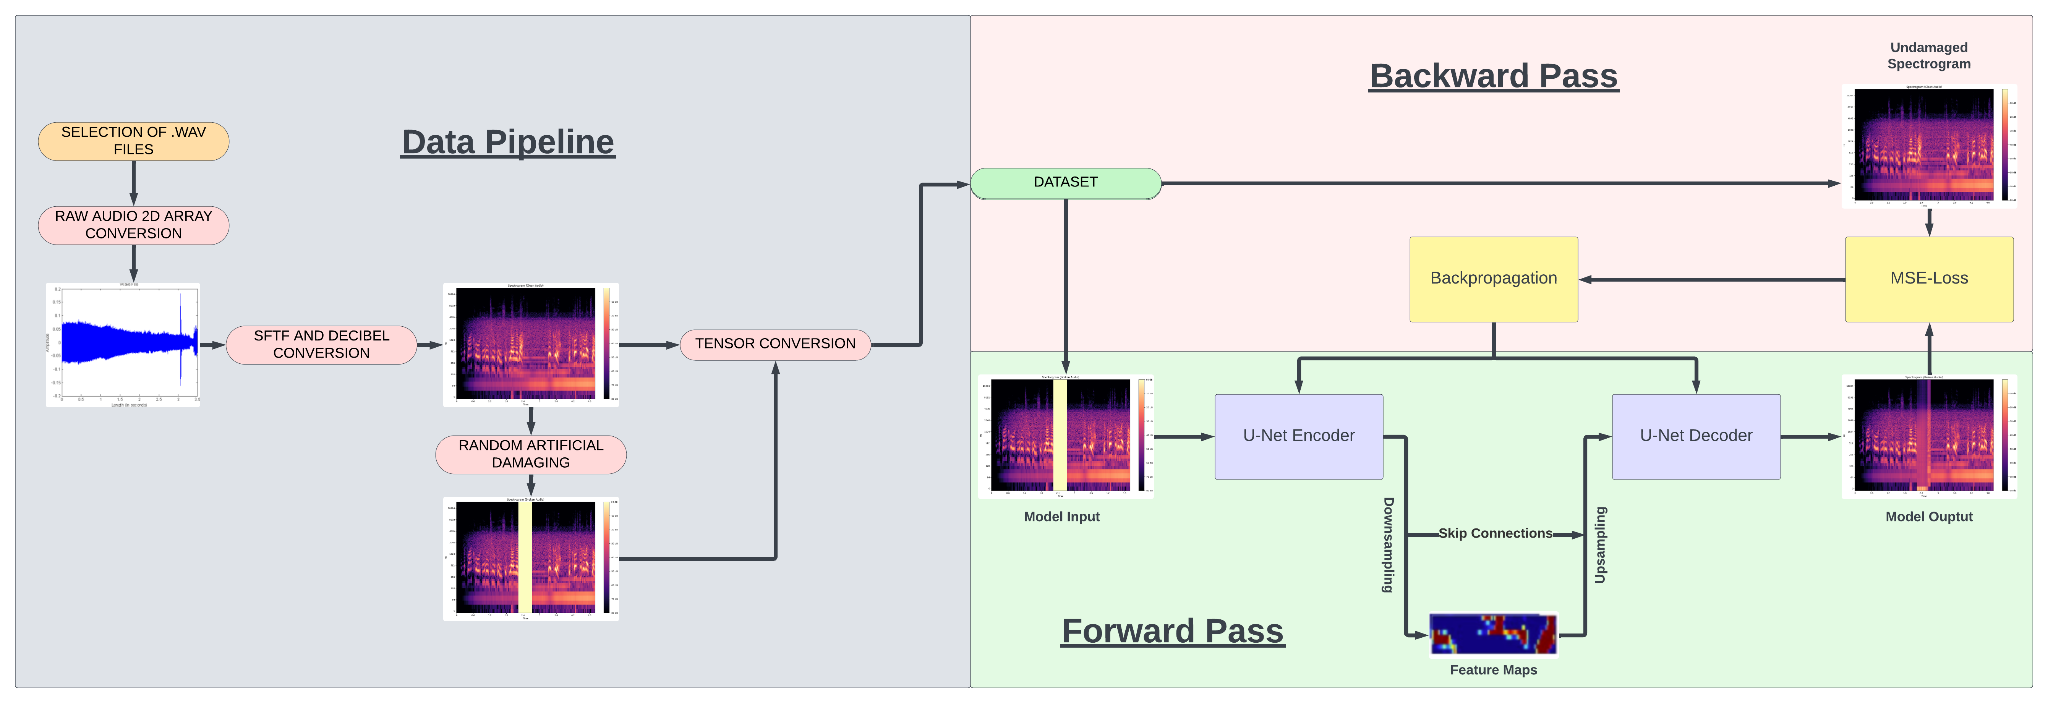 Data Pipeline
SELECTION OF .WAV
FILES
RAW AUDIO 2D ARRAY
CONVERSION
SFTF AND DECIBEL
CONVERSION
RANDOM ARTIFICIAL
DAMAGING
TENSOR CONVERSION
Backward Pass
DATASET
Undamaged
Spectrogram
Backpropagation
MSE-Loss
U-Net Encoder
U-Net Decoder
Model Input
Downsampling
Skip Connections
Upsampling
Model Ouptut
Forward Pass
Feature Maps